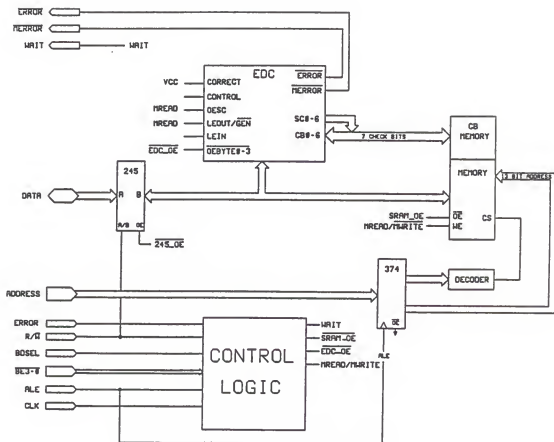 ERROR
MERROR
WAIT
WAIT
EDC
VCC
CORRECT
CONTROL
MREAD
DESC
MREAD
LEOUT/GEN
LEIN
EDC_OE
OEBYTE0-3
ERROR
MERROR
SC0-6
CB0-6
7 CHECK BITS
CB
MEMORY
MEMORY
13 BIT ADDRESS
SRAM_OE
OE
CS
MREAD/MWRITE
WE
245
DATA
A
B
A/B
OE
245_OE
374
DECODER
ADDRESS
OE
ALE
ERROR
R/W
BDSEL
BE3-0
ALE
CLK
CONTROL
LOGIC
WAIT
SRAM_OE
EDC_OE
MREAD/MWRITE